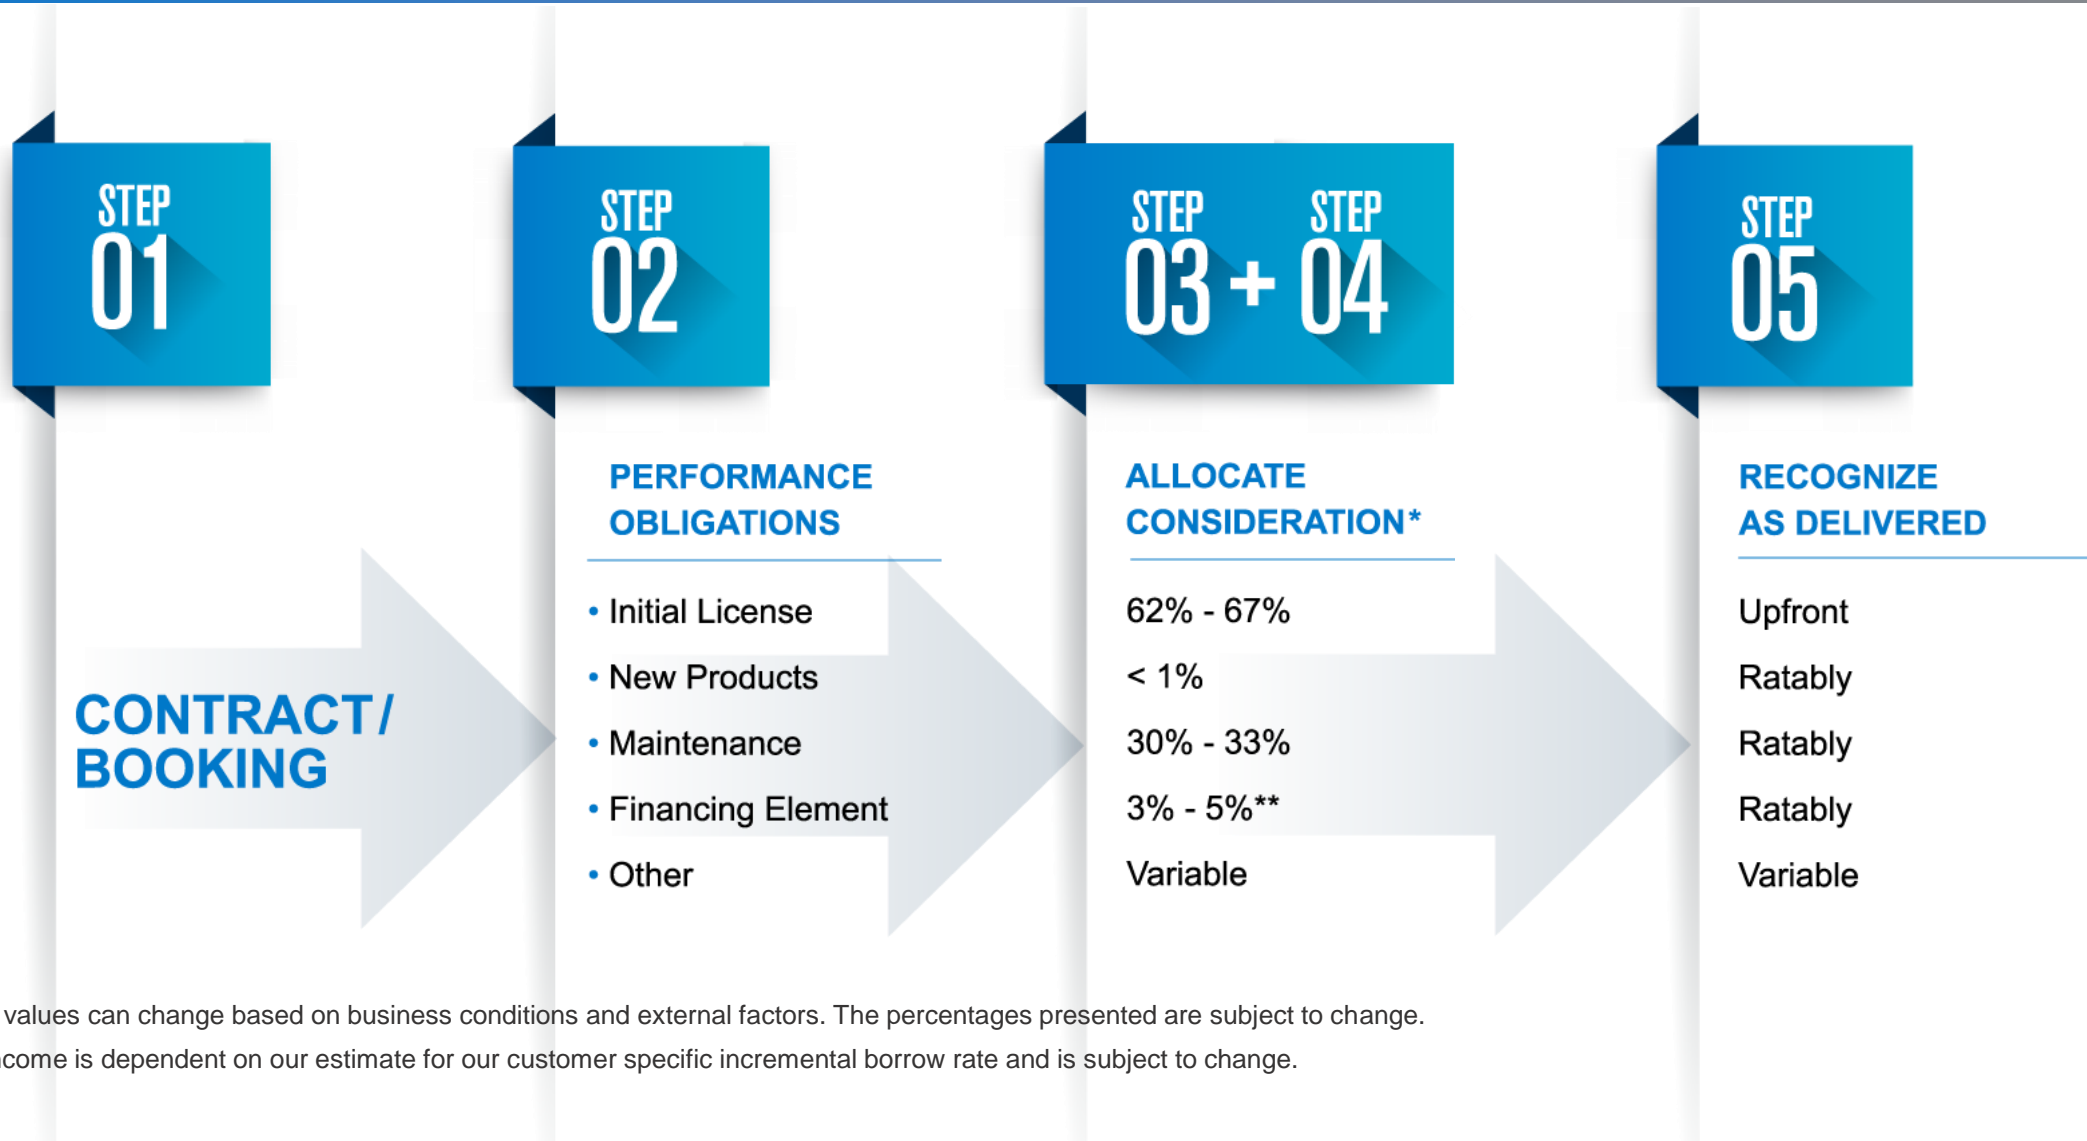 STEP
01
CONTRACT/
BOOKING
STEP
02
PERFORMANCE
OBLIGATIONS
• Initial License
• New Products
• Maintenance
• Financing Element
• Other
STEP STEP
03 + 04
ALLOCATE
CONSIDERATION*
62% - 67%
< 1%
30% - 33%
3% - 5%**
Variable
STEP
05
RECOGNIZE
AS DELIVERED
Upfront
Ratably
Ratably
Ratably
Variable
values can change based on business conditions and external factors. The percentages presented are subject to change.
is dependent on our estimate for our customer specific incremental borrow rate and is subject to change.